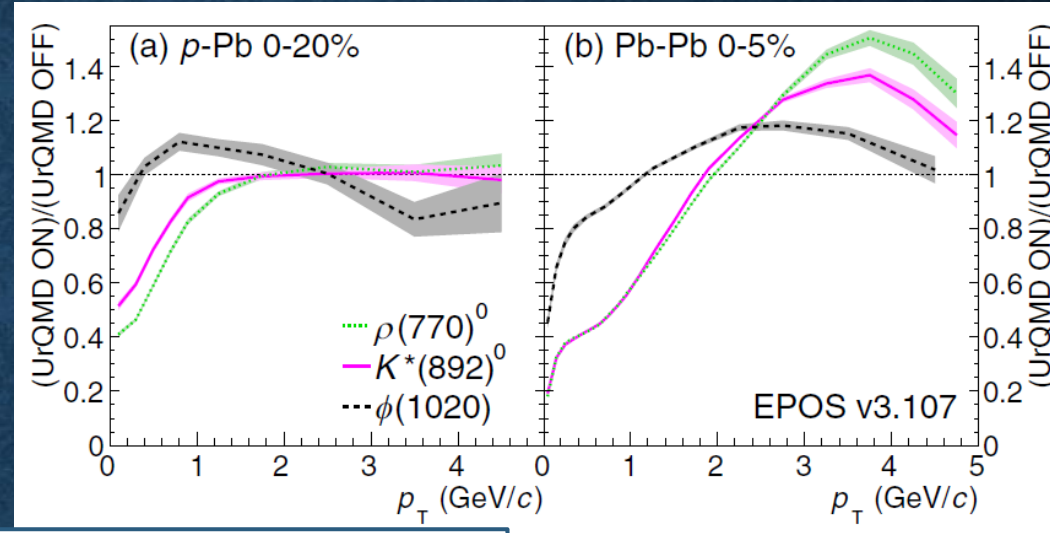 (UrQMD ON)/(UrQMD OFF)
(a) p-Pb 0-20%
1.4
1.2
1
0.8
0.6
0.4
0.2
0
ρ(770)⁰
K*(892)⁰
ϕ(1020)
0 1 2 3 4
p_T (GeV/c)
(b) Pb-Pb 0-5%
EPOS v3.107
0 1 2 3 4 5
p_T (GeV/c)
1.4
1.2
1
0.8
0.6
0.4
0.2
0
(UrQMD ON)/(UrQMD OFF)